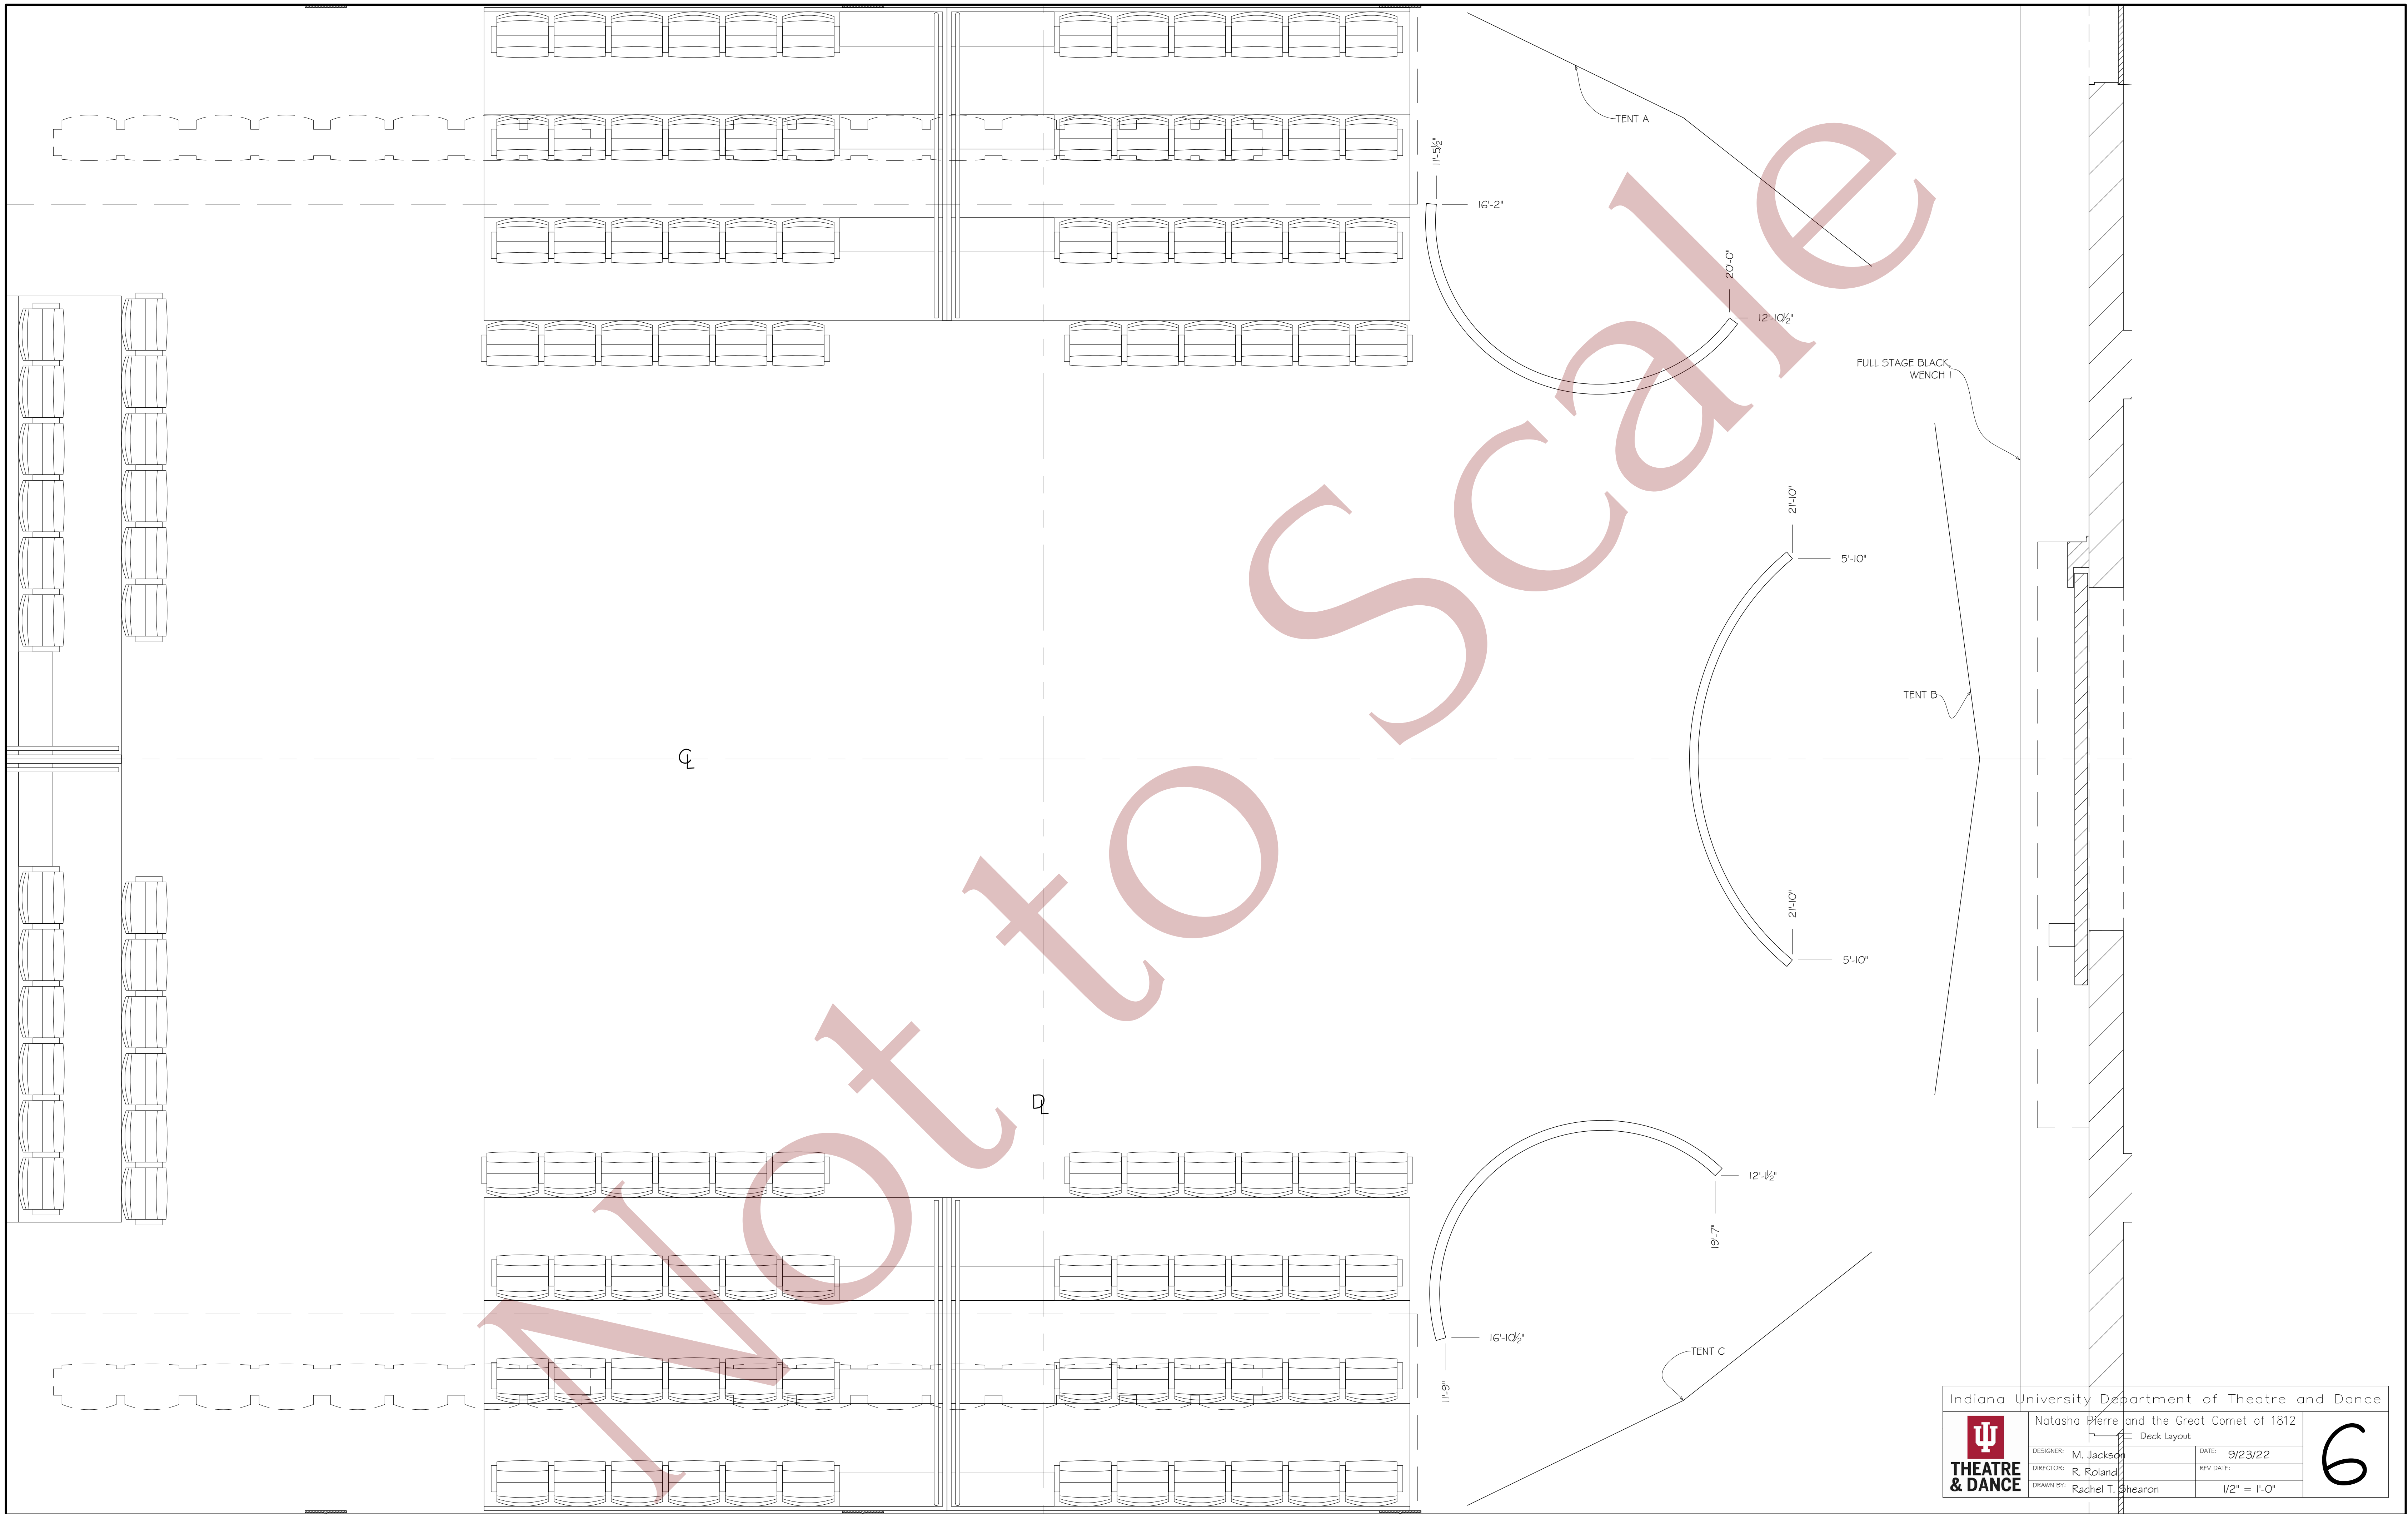 TENT A
11'-5½"
16'-2"
20'-0"
12'-10½"
FULL STAGE BLACK,
WENCH 1
21'-10"
5'-10"
TENT B
CL
21'-10"
5'-10"
DL
12'-1½"
19'-7"
16'-10½"
11'-9"
TENT C
Not to Scale
Indiana University Department of Theatre and Dance
Natasha Pierre and the Great Comet of 1812
Deck Layout
DESIGNER: M. Jackson
DATE: 9/23/22
DIRECTOR: R. Roland
REV DATE:
DRAWN BY: Rachel T. Shearon
1/2" = 1'-0"
THEATRE
& DANCE
6